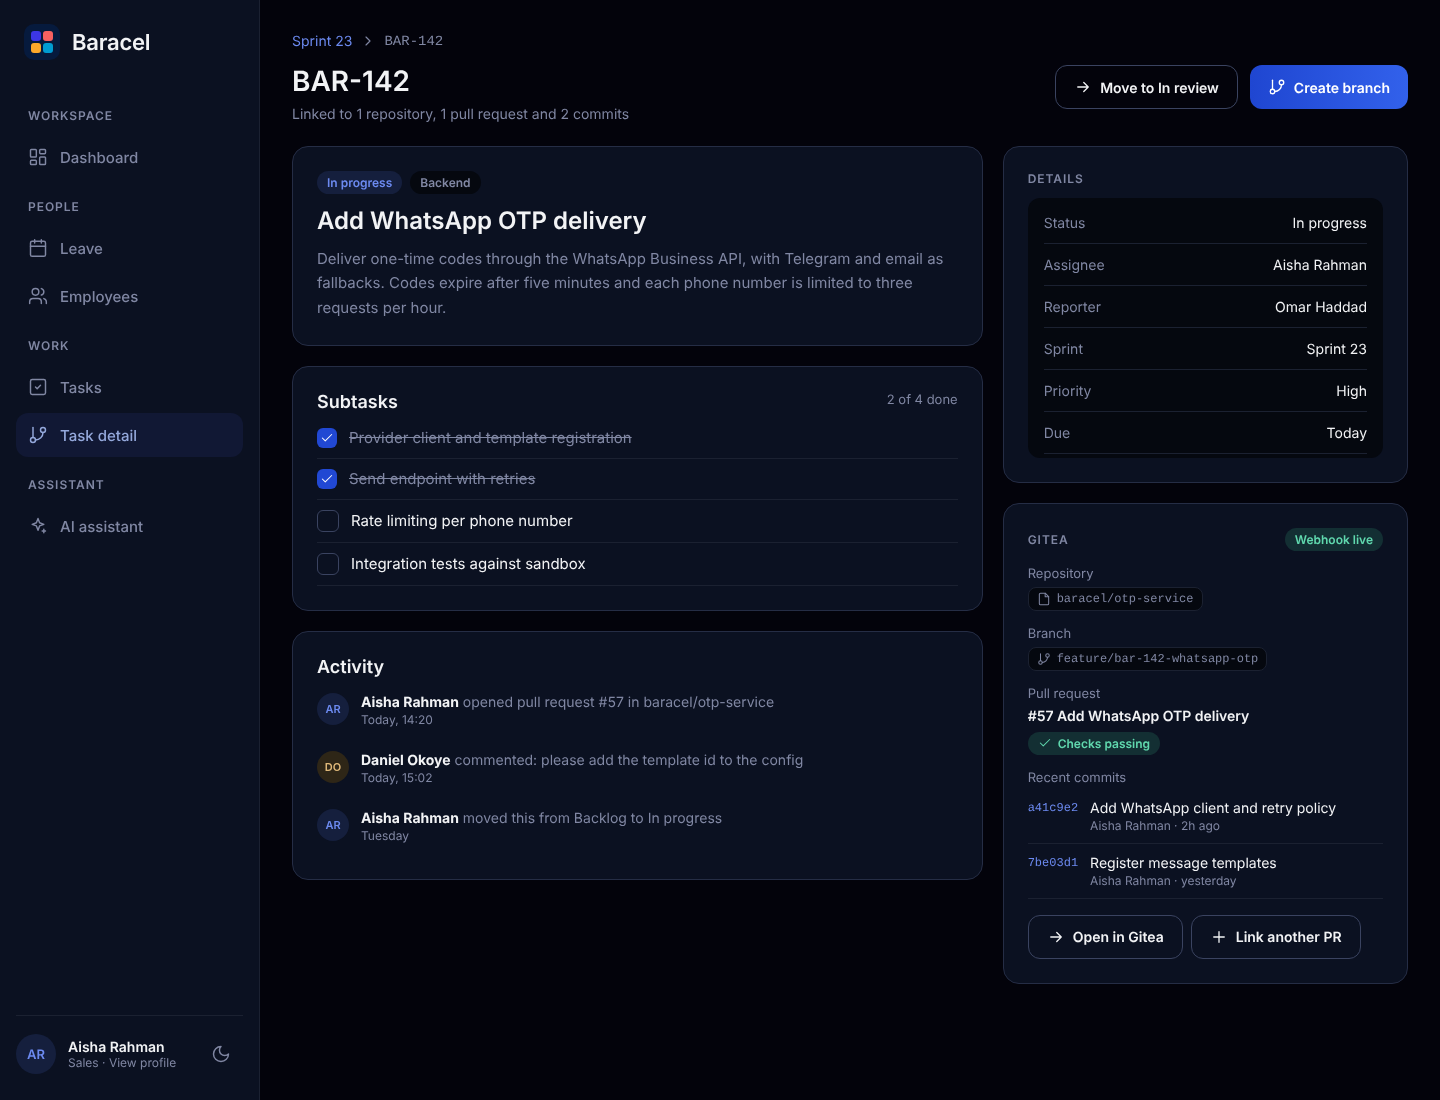 Baracel
WORKSPACE
Dashboard
PEOPLE
Leave
Employees
WORK
Tasks
Task detail
ASSISTANT
AI assistant
AR
Aisha Rahman
Sales · View profile
Sprint 23
BAR-142
BAR-142
Linked to 1 repository, 1 pull request and 2 commits
Move to In review
Create branch
In progress
Backend
Add WhatsApp OTP delivery
Deliver one-time codes through the WhatsApp Business API, with Telegram and email as
fallbacks. Codes expire after five minutes and each phone number is limited to three
requests per hour.
Subtasks
2 of 4 done
Provider client and template registration
Send endpoint with retries
Rate limiting per phone number
Integration tests against sandbox
Activity
AR
Aisha Rahman opened pull request #57 in baracel/otp-service
Today, 14:20
DO
Daniel Okoye commented: please add the template id to the config
Today, 15:02
AR
Aisha Rahman moved this from Backlog to In progress
Tuesday
DETAILS
Status In progress
Assignee Aisha Rahman
Reporter Omar Haddad
Sprint Sprint 23
Priority High
Due Today
GITEA
Webhook live
Repository
baracel/otp-service
Branch
feature/bar-142-whatsapp-otp
Pull request
#57 Add WhatsApp OTP delivery
Checks passing
Recent commits
a41c9e2 Add WhatsApp client and retry policy
Aisha Rahman · 2h ago
7be03d1 Register message templates
Aisha Rahman · yesterday
Open in Gitea
Link another PR